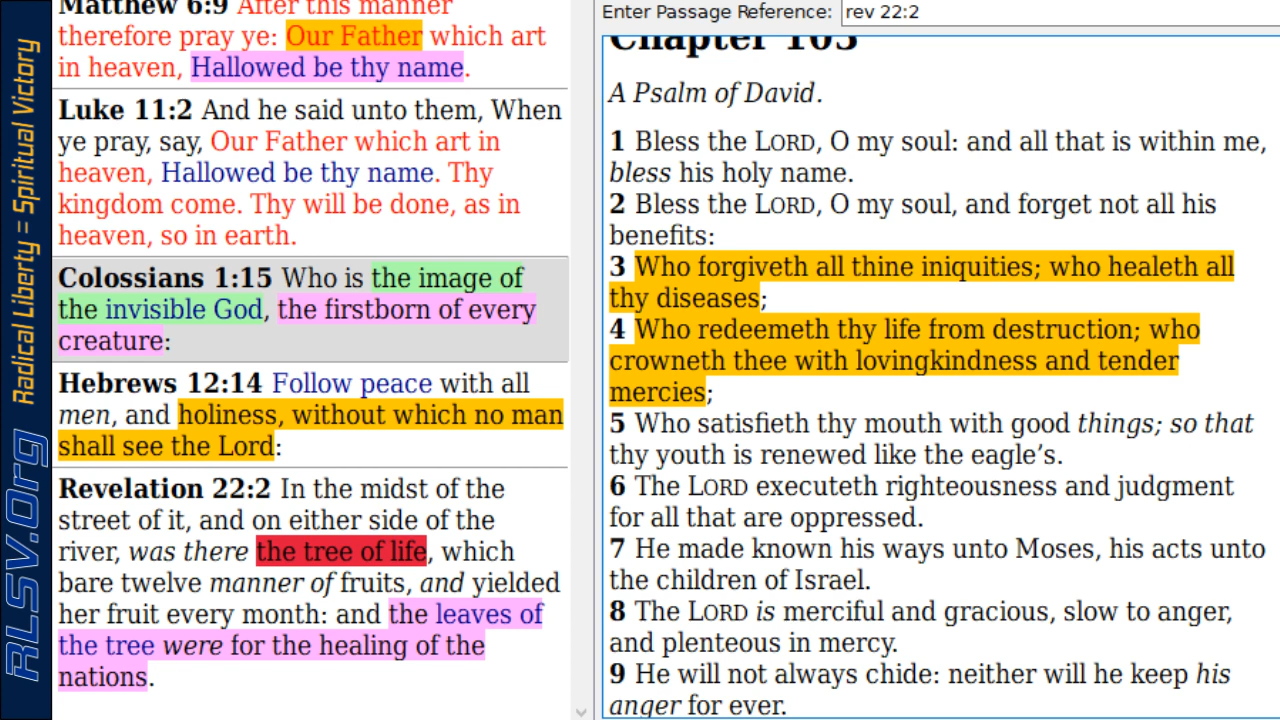 RLSV.Org Radical Liberty = Spiritual Victory
Matthew 6:9 After this manner
therefore pray ye: Our Father which art
in heaven, Hallowed be thy name.
Luke 11:2 And he said unto them, When
ye pray, say, Our Father which art in
heaven, Hallowed be thy name. Thy
kingdom come. Thy will be done, as in
heaven, so in earth.
Colossians 1:15 Who is the image of
the invisible God, the firstborn of every
creature:
Hebrews 12:14 Follow peace with all
men, and holiness, without which no man
shall see the Lord:
Revelation 22:2 In the midst of the
street of it, and on either side of the
river, was there the tree of life, which
bare twelve manner of fruits, and yielded
her fruit every month: and the leaves of
the tree were for the healing of the
nations.
Enter Passage Reference: rev 22:2
Chapter 103
A Psalm of David.
1 Bless the LORD, O my soul: and all that is within me,
bless his holy name.
2 Bless the LORD, O my soul, and forget not all his
benefits:
3 Who forgiveth all thine iniquities; who healeth all
thy diseases;
4 Who redeemeth thy life from destruction; who
crowneth thee with lovingkindness and tender
mercies;
5 Who satisfieth thy mouth with good things; so that
thy youth is renewed like the eagle’s.
6 The LORD executeth righteousness and judgment
for all that are oppressed.
7 He made known his ways unto Moses, his acts unto
the children of Israel.
8 The LORD is merciful and gracious, slow to anger,
and plenteous in mercy.
9 He will not always chide: neither will he keep his
anger for ever.